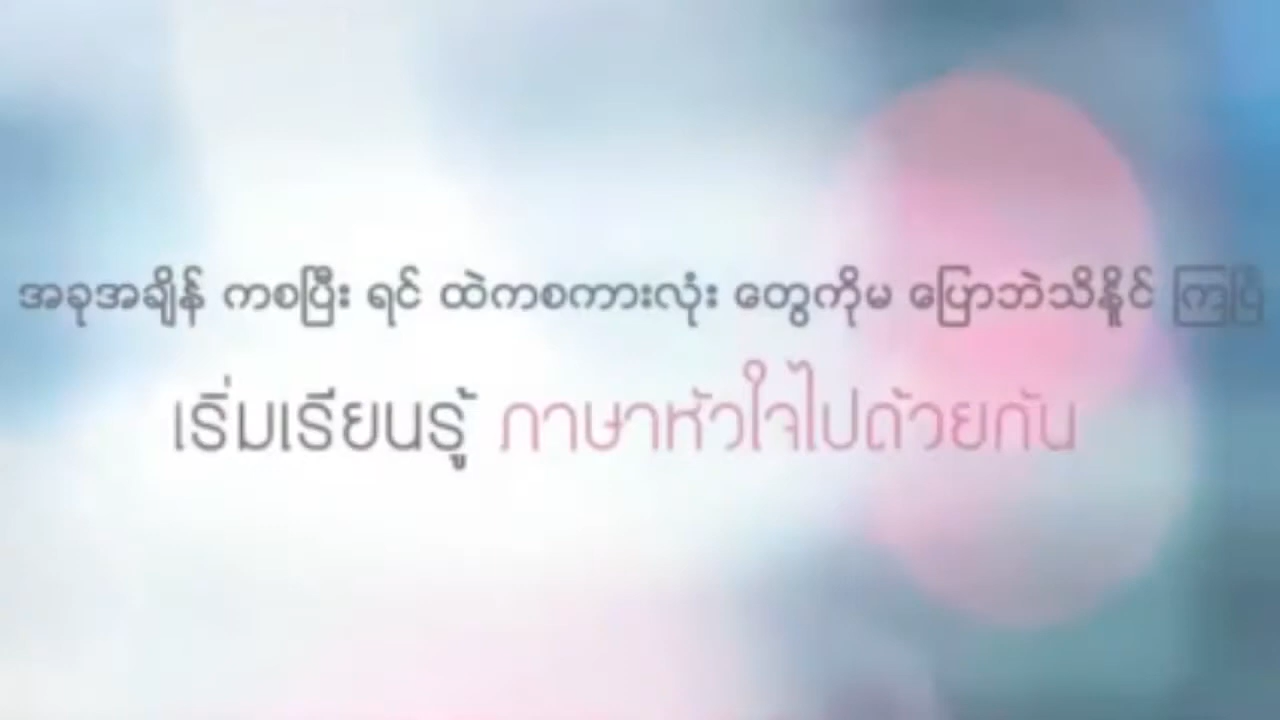 အခုအချိန် ကစပြီး ရင် ထဲကစကားလုံး တွေကိုမ ပြောဘဲသိနိူင် ကြပြီ
เริ่มเรียนรู้ ภาษาหัวใจไปด้วยกัน